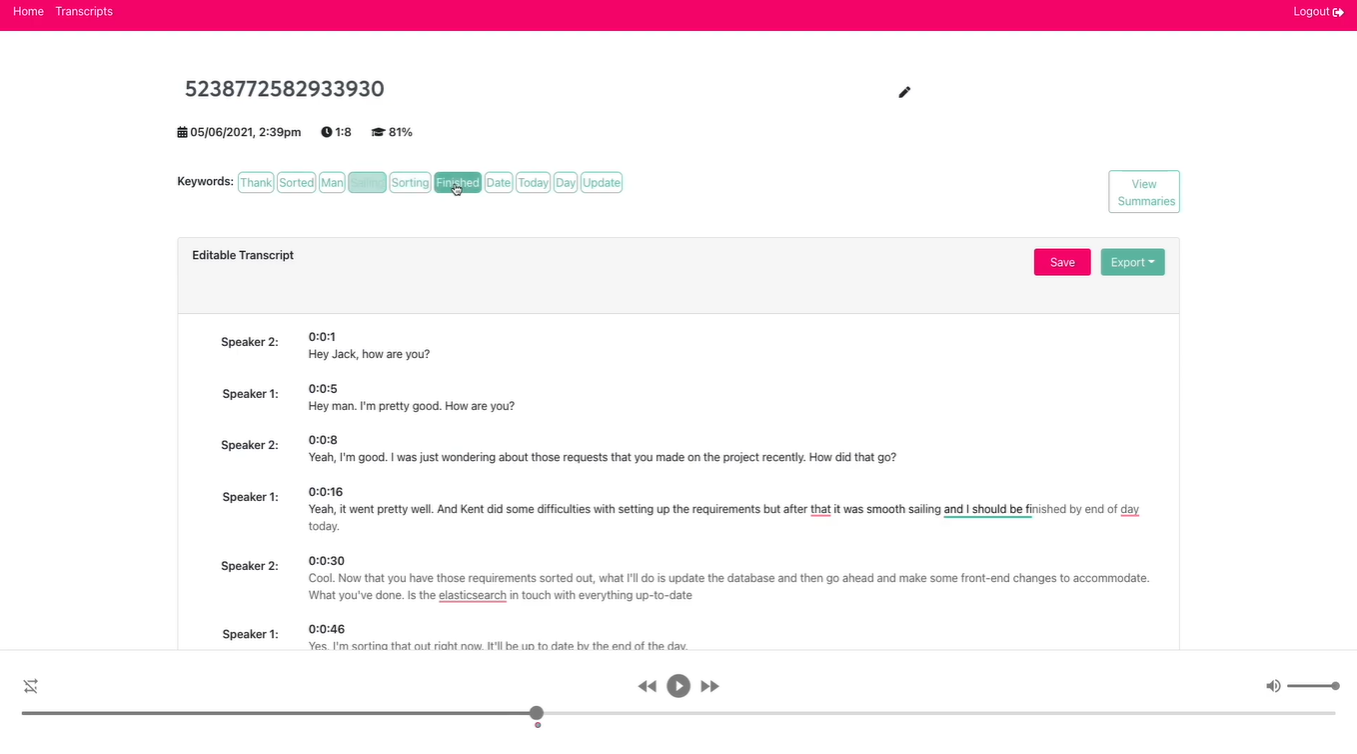 Home Transcripts Logout
5238772582933930
05/06/2021, 2:39pm 1:8 81%
Keywords: Thank Sorted Man Sorting Finished Date Today Day Update
View
Summaries
Editable Transcript Save Export
Speaker 2: 0:0:1
Hey Jack, how are you?
Speaker 1: 0:0:5
Hey man. I'm pretty good. How are you?
Speaker 2: 0:0:8
Yeah, I'm good. I was just wondering about those requests that you made on the project recently. How did that go?
Speaker 1: 0:0:16
Yeah, it went pretty well. And Kent did some difficulties with setting up the requirements but after that it was smooth sailing and I should be finished by end of day
today.
Speaker 2: 0:0:30
Cool. Now that you have those requirements sorted out, what I'll do is update the database and then go ahead and make some front-end changes to accommodate.
What you've done. Is the elasticsearch in touch with everything up-to-date
Speaker 1: 0:0:46
Yes, I'm sorting that out right now. It'll be up to date by the end of the day.